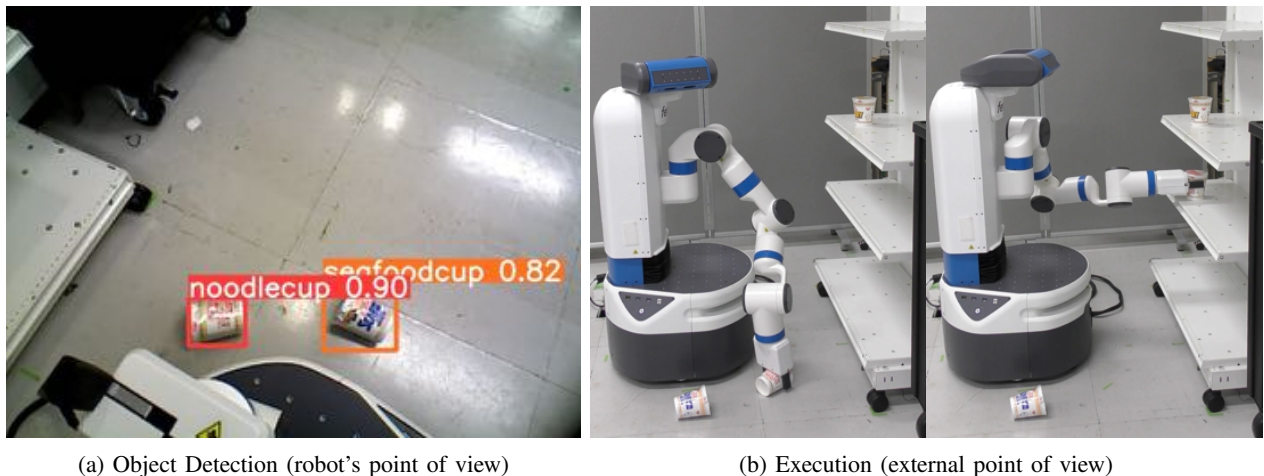 seafoodcup 0.82
noodlecup 0.90
(a) Object Detection (robot's point of view)
(b) Execution (external point of view)